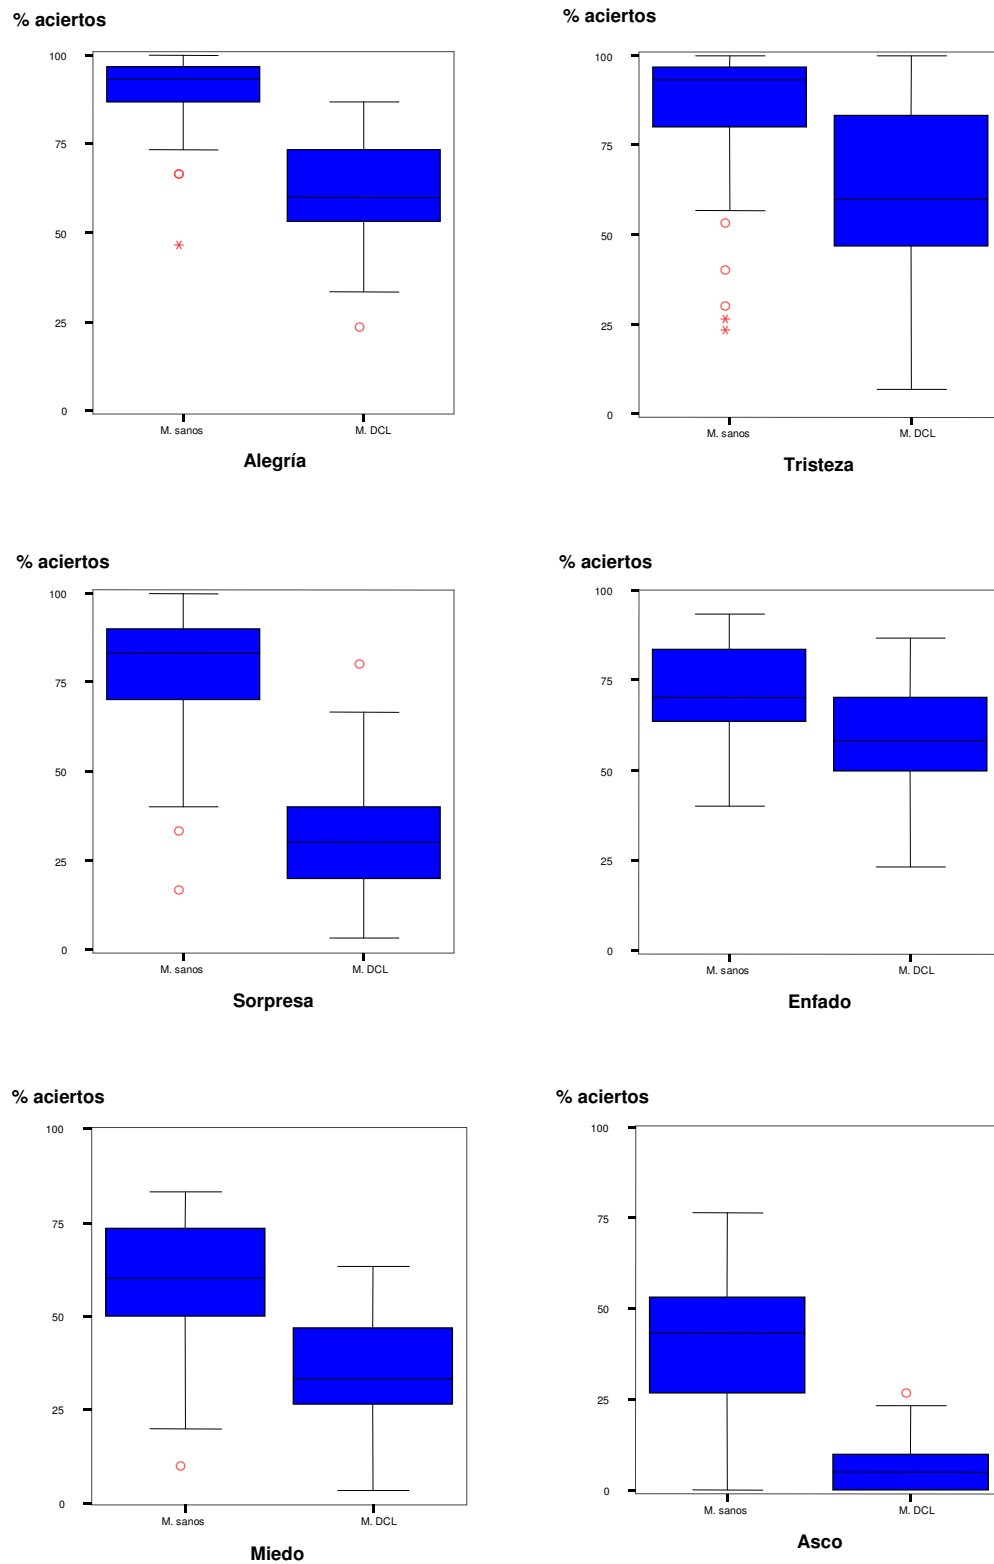 % aciertos
100
75
50
25
0
M. sanos
M. DCL
Alegría
% aciertos
100
75
50
25
0
M. sanos
M. DCL
Tristeza
% aciertos
100
75
50
25
0
M. sanos
M. DCL
Sorpresa
% aciertos
100
75
50
25
0
M. sanos
M. DCL
Enfado
% aciertos
100
75
50
25
0
M. sanos
M. DCL
Miedo
% aciertos
100
75
50
25
0
M. sanos
M. DCL
Asco